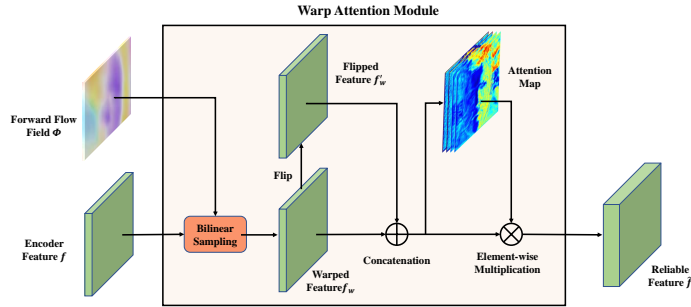 Warp Attention Module
Forward Flow
Field Φ
Flipped
Feature f'w
Attention
Map
Flip
Encoder
Feature f
Bilinear
Sampling
Warped
Featurefw
Concatenation
Element-wise
Multiplication
Reliable
Feature f̂